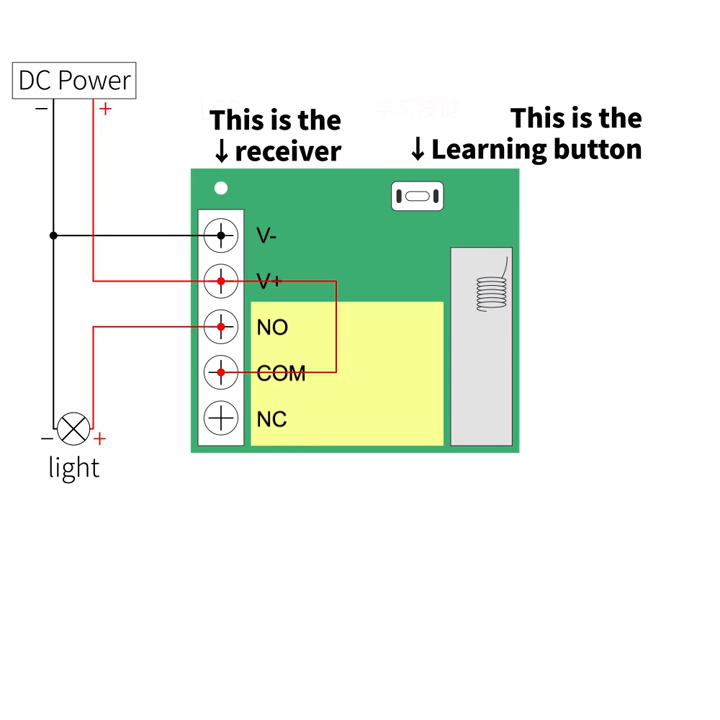 DC Power
− +
This is the
↓receiver
This is the
↓Learning button
V-
V+
NO
COM
NC
− +
light